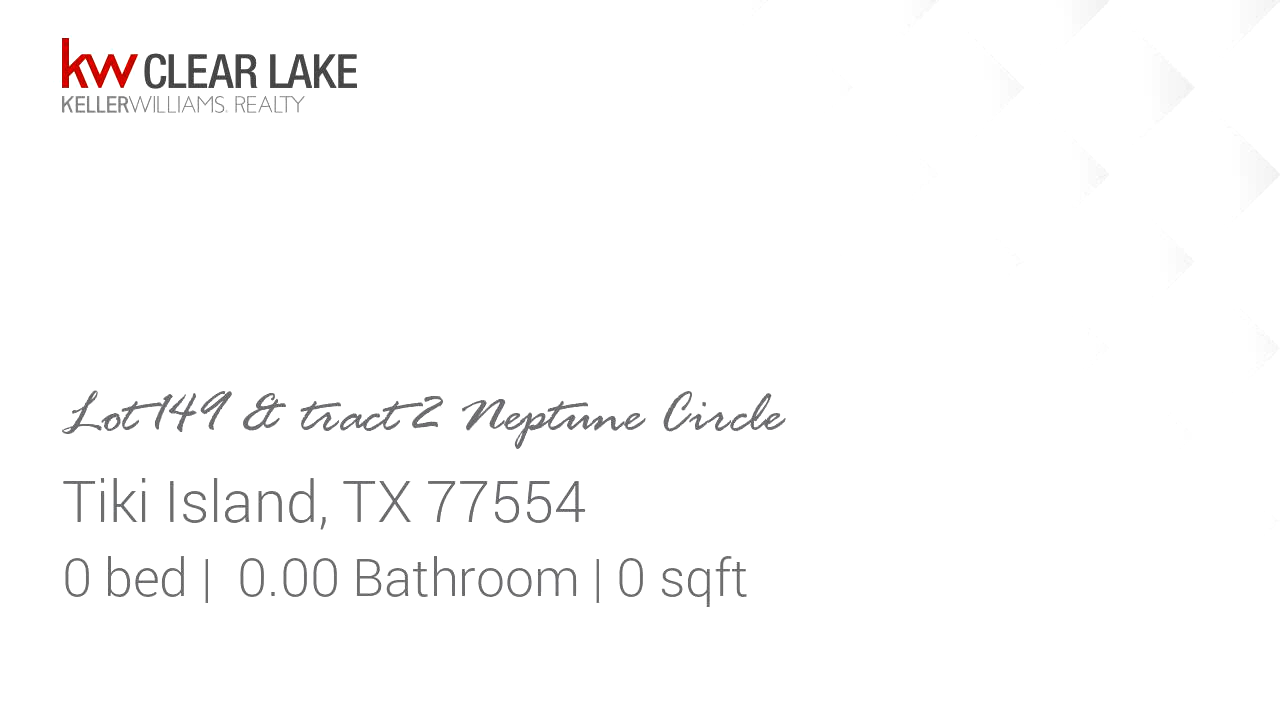 kw CLEAR LAKE
KELLERWILLIAMS. REALTY
Lot 149 & tract 2 Neptune Circle
Tiki Island, TX 77554
0 bed | 0.00 Bathroom | 0 sqft